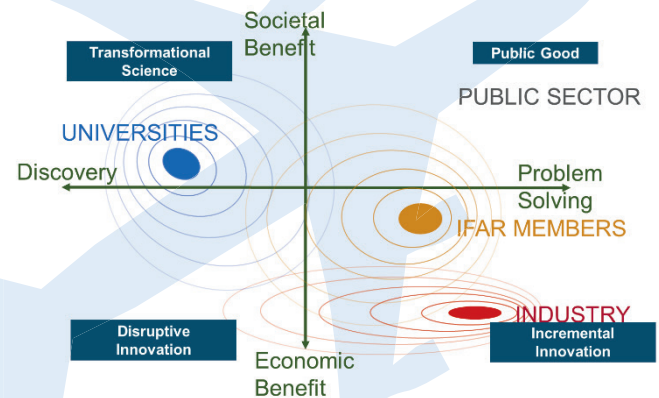 Societal
Benefit
Transformational
Science
Public Good
PUBLIC SECTOR
UNIVERSITIES
Discovery
Problem
Solving
IFAR MEMBERS
INDUSTRY
Disruptive
Innovation
Incremental
Innovation
Economic
Benefit